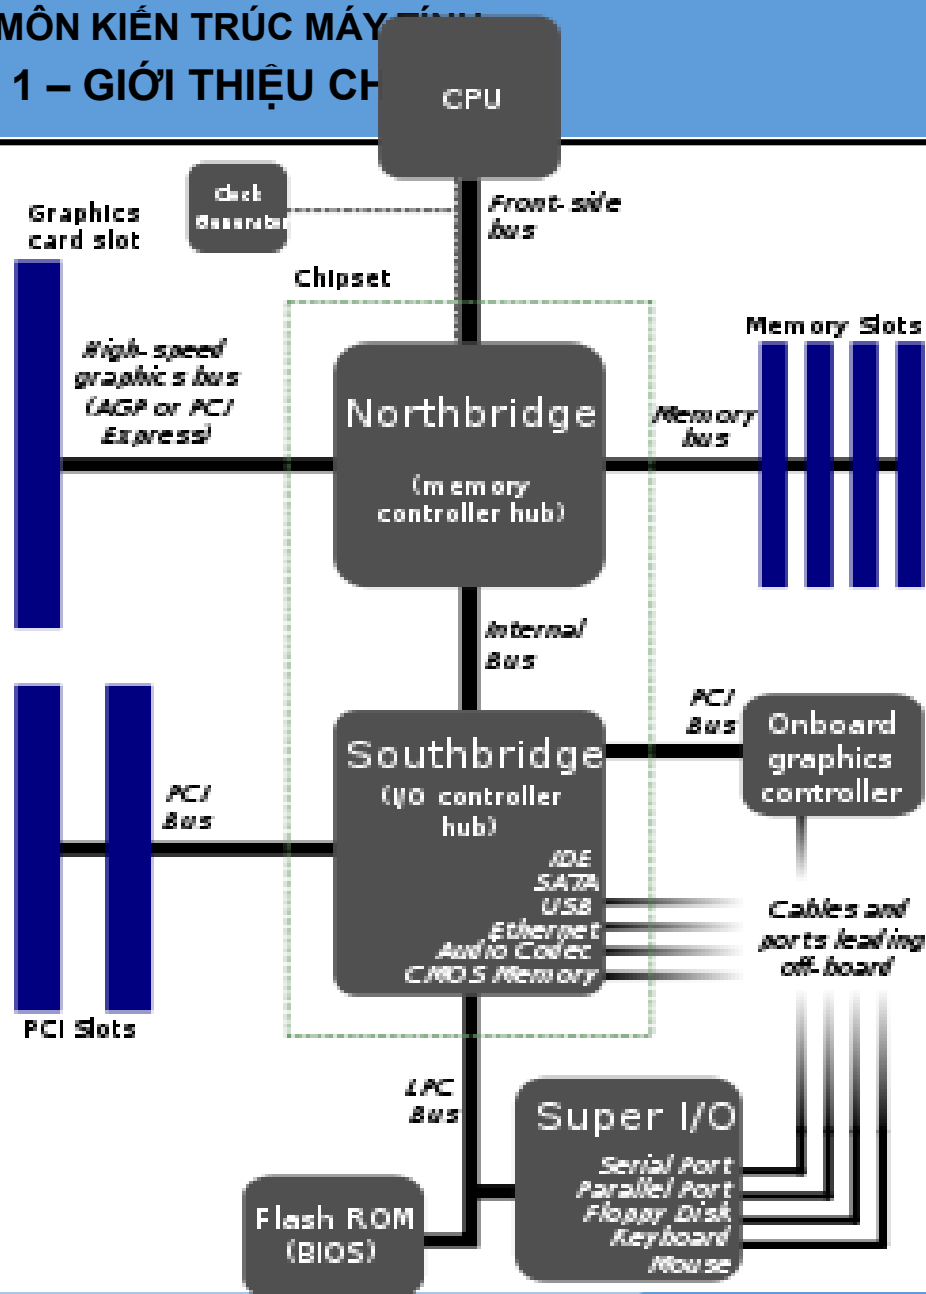 MÔN KIẾN TRÚC MÁY TÍNH
1 – GIỚI THIỆU CH
CPU
Clock
Generator
Graphics
card slot
Front-side
bus
Chipset
Memory Slots
High-speed
graphics bus
(AGP or PCI
Express)
Northbridge
(memory
controller hub)
Memory
bus
Internal
Bus
PCI
Bus
Onboard
graphics
controller
Southbridge
(I/O controller
hub)
PCI
Bus
IDE
SATA
USB
Ethernet
Audio Codec
CMOS Memory
Cables and
ports leading
off-board
PCI Slots
LPC
Bus
Super I/O
Serial Port
Parallel Port
Floppy Disk
Keyboard
Mouse
Flash ROM
(BIOS)